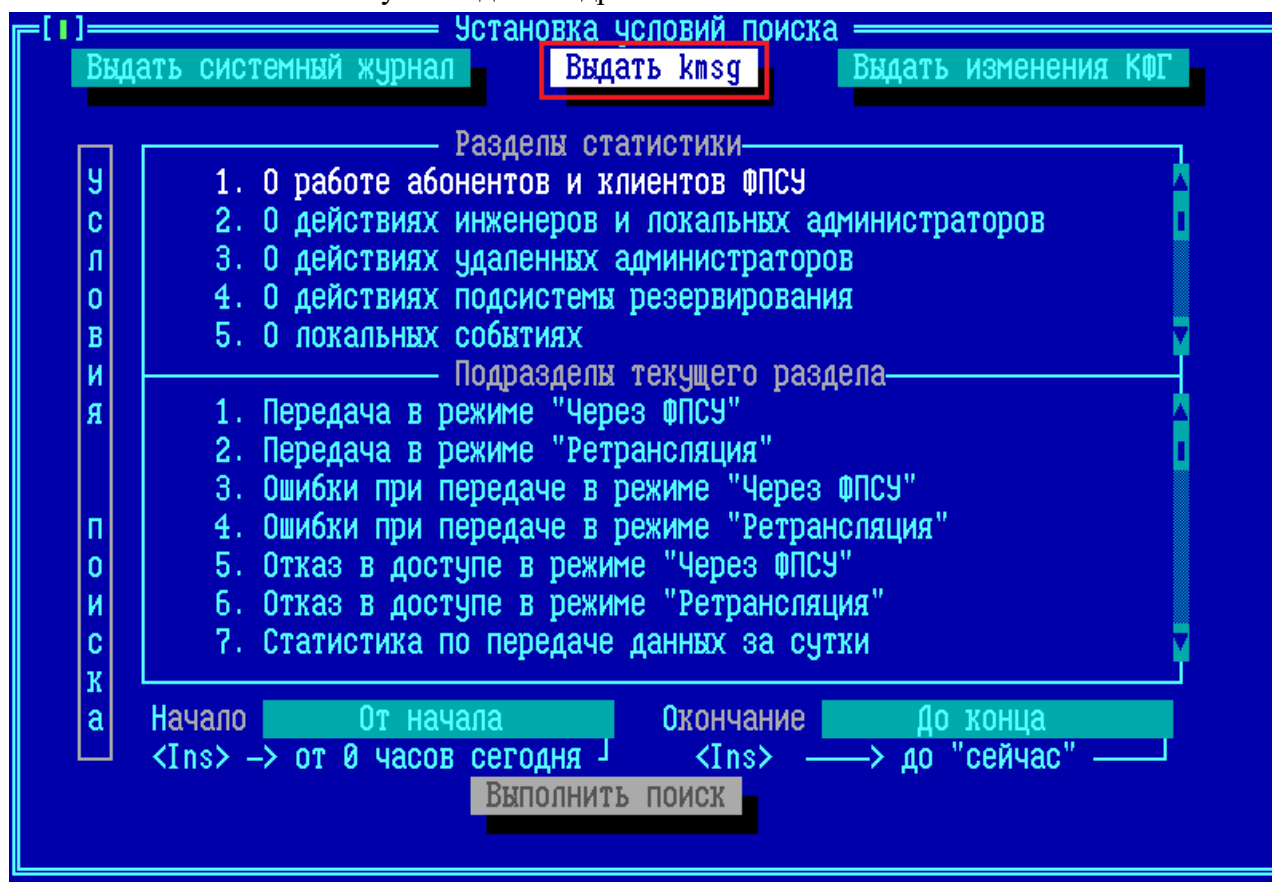 [ ] Установка условий поиска
Выдать системный журнал Выдать kmsg Выдать изменения КФГ
Условия поиска
Разделы статистики
1. О работе абонентов и клиентов ФПСУ
2. О действиях инженеров и локальных администраторов
3. О действиях удаленных администраторов
4. О действиях подсистемы резервирования
5. О локальных событиях
Подразделы текущего раздела
1. Передача в режиме "Через ФПСУ"
2. Передача в режиме "Ретрансляция"
3. Ошибки при передаче в режиме "Через ФПСУ"
4. Ошибки при передаче в режиме "Ретрансляция"
5. Отказ в доступе в режиме "Через ФПСУ"
6. Отказ в доступе в режиме "Ретрансляция"
7. Статистика по передаче данных за сутки
Начало От начала Окончание До конца
<Ins> —> от 0 часов сегодня <Ins> ——> до "сейчас"
Выполнить поиск